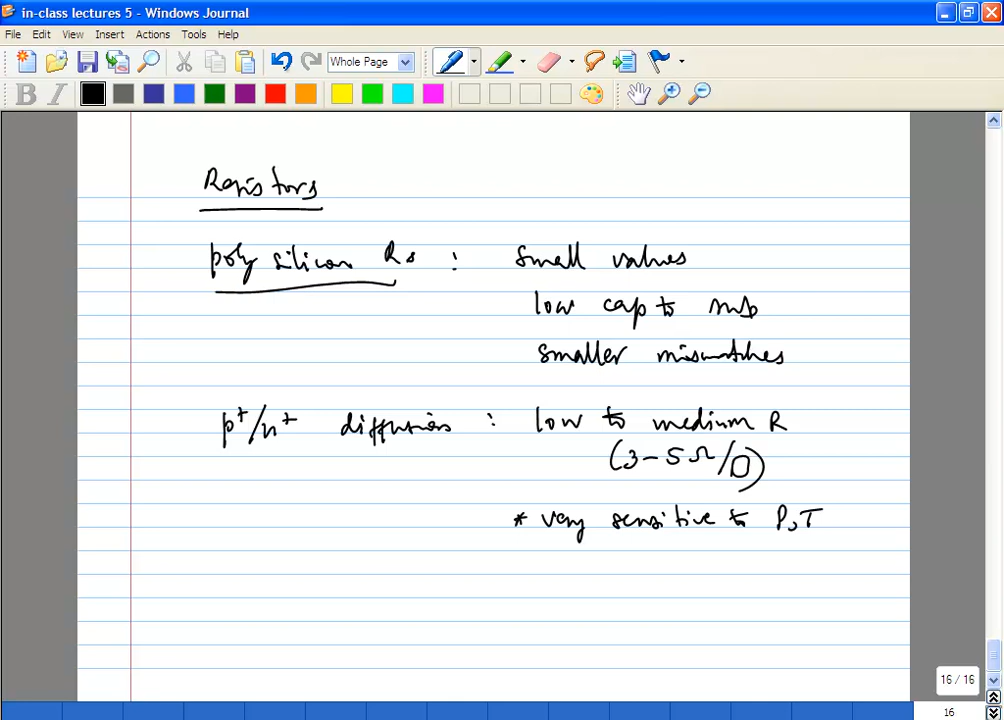 in-class lectures 5 - Windows Journal
File Edit View Insert Actions Tools Help
Whole Page
B I
Resistors
poly silicon Rs : small values
low cap to sub
smaller mismatches
p+/n+ diffusions : low to medium R
(3-5 Ω/□)
* very sensitive to P,T
16 / 16
16